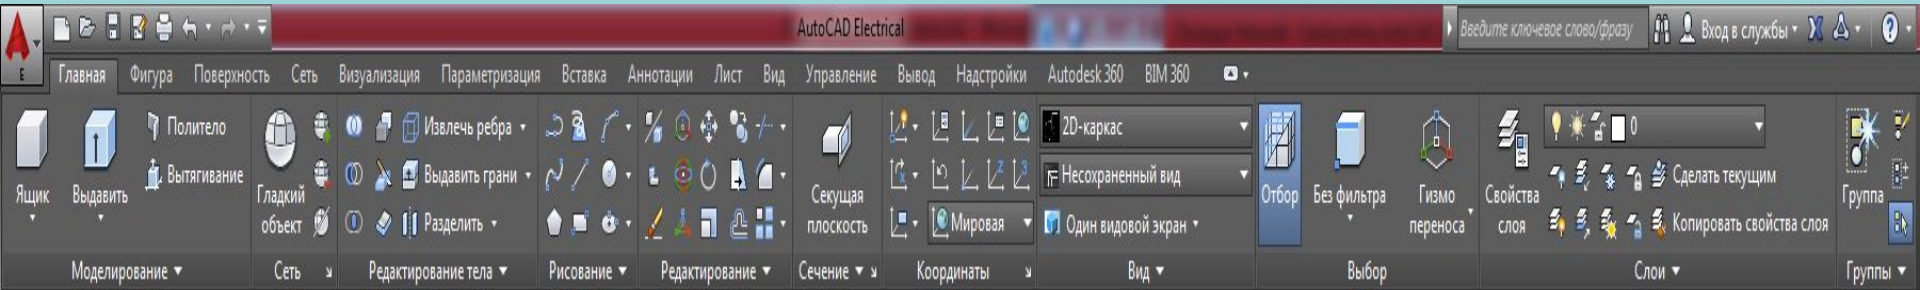 AutoCAD Electrical
Введите ключевое слово/фразу
Вход в службы
E
Главная Фигура Поверхность Сеть Визуализация Параметризация Вставка Аннотации Лист Вид Управление Вывод Надстройки Autodesk 360 BIM 360
Ящик
Выдавить
Политело
Вытягивание
Гладкий
объект
Извлечь ребра
Выдавить грани
Разделить
Секущая
плоскость
Мировая
2D-каркас
Несохраненный вид
Один видовой экран
Отбор
Без фильтра
Гизмо
переноса
Свойства
слоя
0
Сделать текущим
Копировать свойства слоя
Группа
Моделирование Сеть Редактирование тела Рисование Редактирование Сечение Координаты Вид Выбор Слои Группы